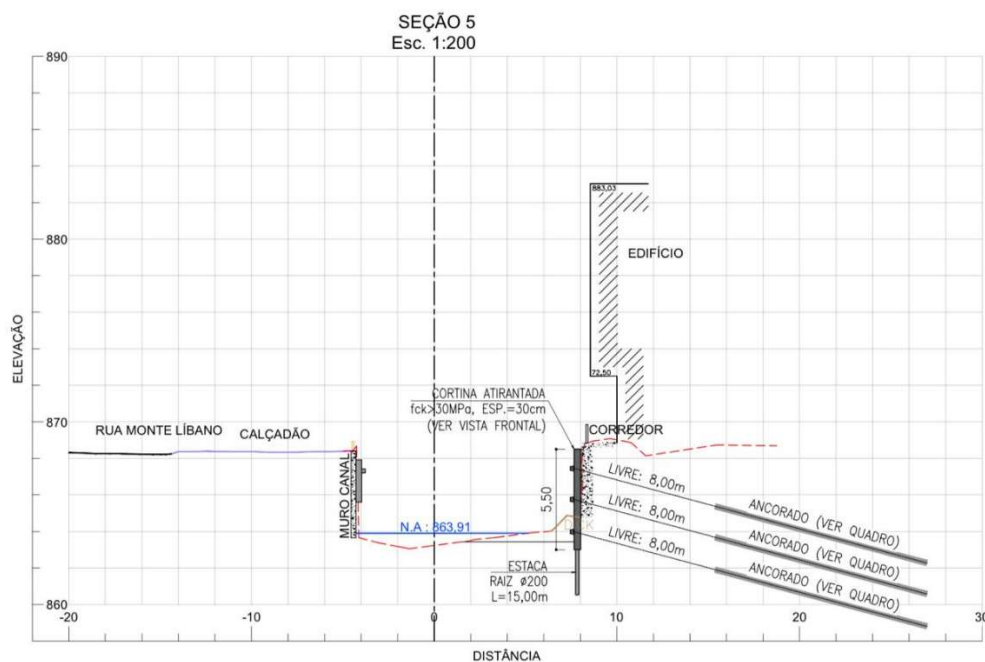 SEÇÃO 5
Esc. 1:200
890
880
870
860
ELEVAÇÃO
883,03
EDIFÍCIO
72,50
CORTINA ATIRANTADA
fck>30MPa, ESP.=30cm
(VER VISTA FRONTAL)
RUA MONTE LÍBANO
CALÇADÃO
CORREDOR
MURO CANAL
5,50
N.A : 863,91
LIVRE: 8,00m
ANCORADO (VER QUADRO)
LIVRE: 8,00m
ANCORADO (VER QUADRO)
LIVRE: 8,00m
ANCORADO (VER QUADRO)
ESTACA
RAIZ ø200
L=15,00m
-20
-10
0
10
20
30
DISTÂNCIA